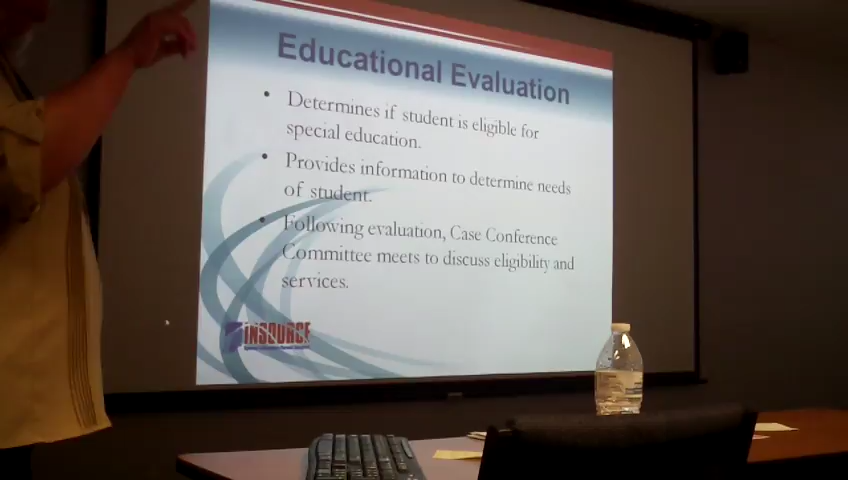 Educational Evaluation
• Determines if student is eligible for
special education.
• Provides information to determine needs
of student.
• Following evaluation, Case Conference
Committee meets to discuss eligibility and
services.
INSOURCE